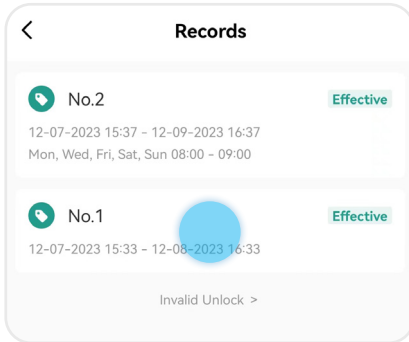 Records
No.2
Effective
12-07-2023 15:37 - 12-09-2023 16:37
Mon, Wed, Fri, Sat, Sun 08:00 - 09:00
No.1
Effective
12-07-2023 15:33 - 12-08-2023 16:33
Invalid Unlock >